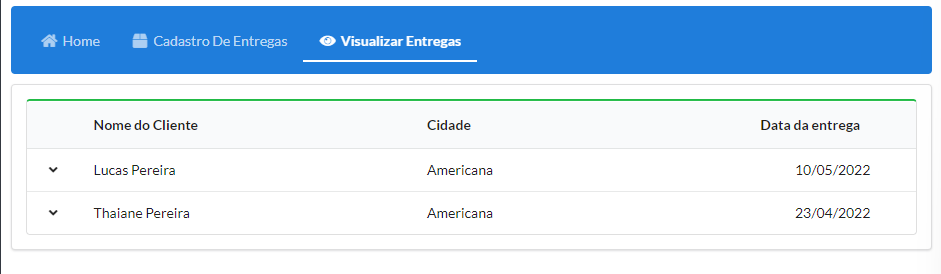 Home Cadastro De Entregas Visualizar Entregas
Nome do Cliente Cidade Data da entrega
Lucas Pereira Americana 10/05/2022
Thaiane Pereira Americana 23/04/2022